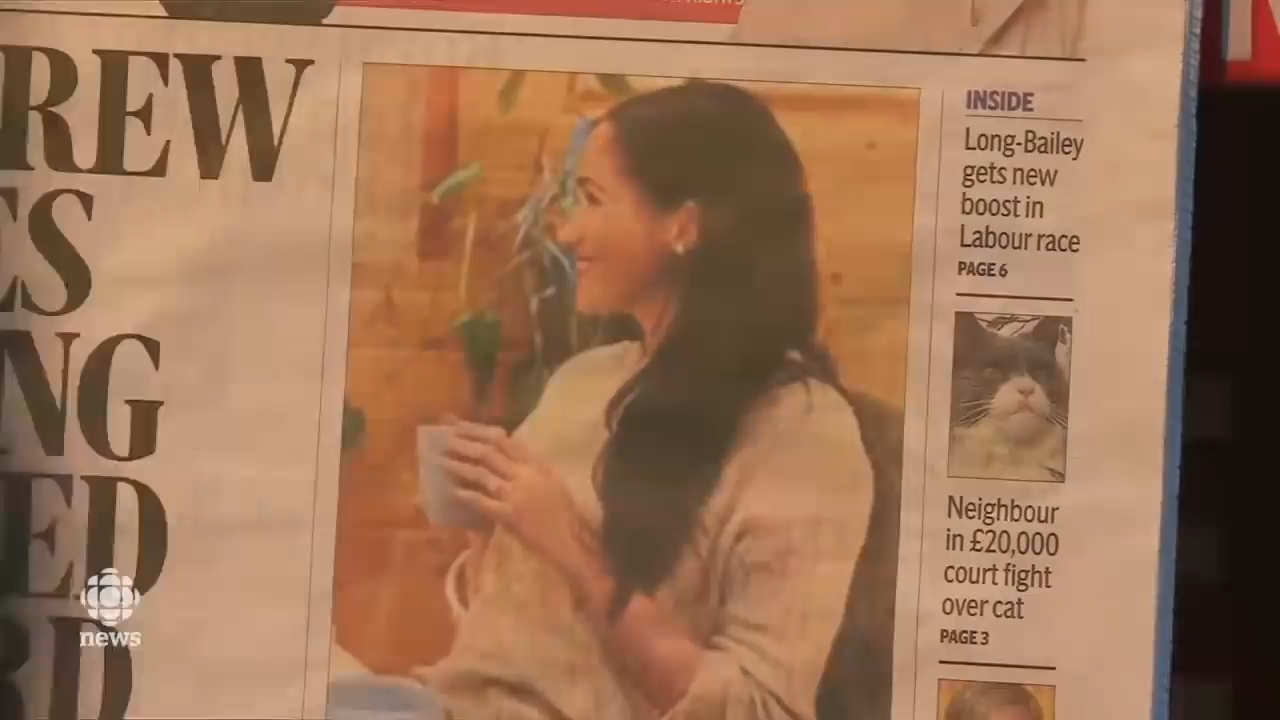 REW
ES
NG
ED
INSIDE
Long-Bailey
gets new
boost in
Labour race
PAGE 6
Neighbour
in £20,000
court fight
over cat
PAGE 3
news